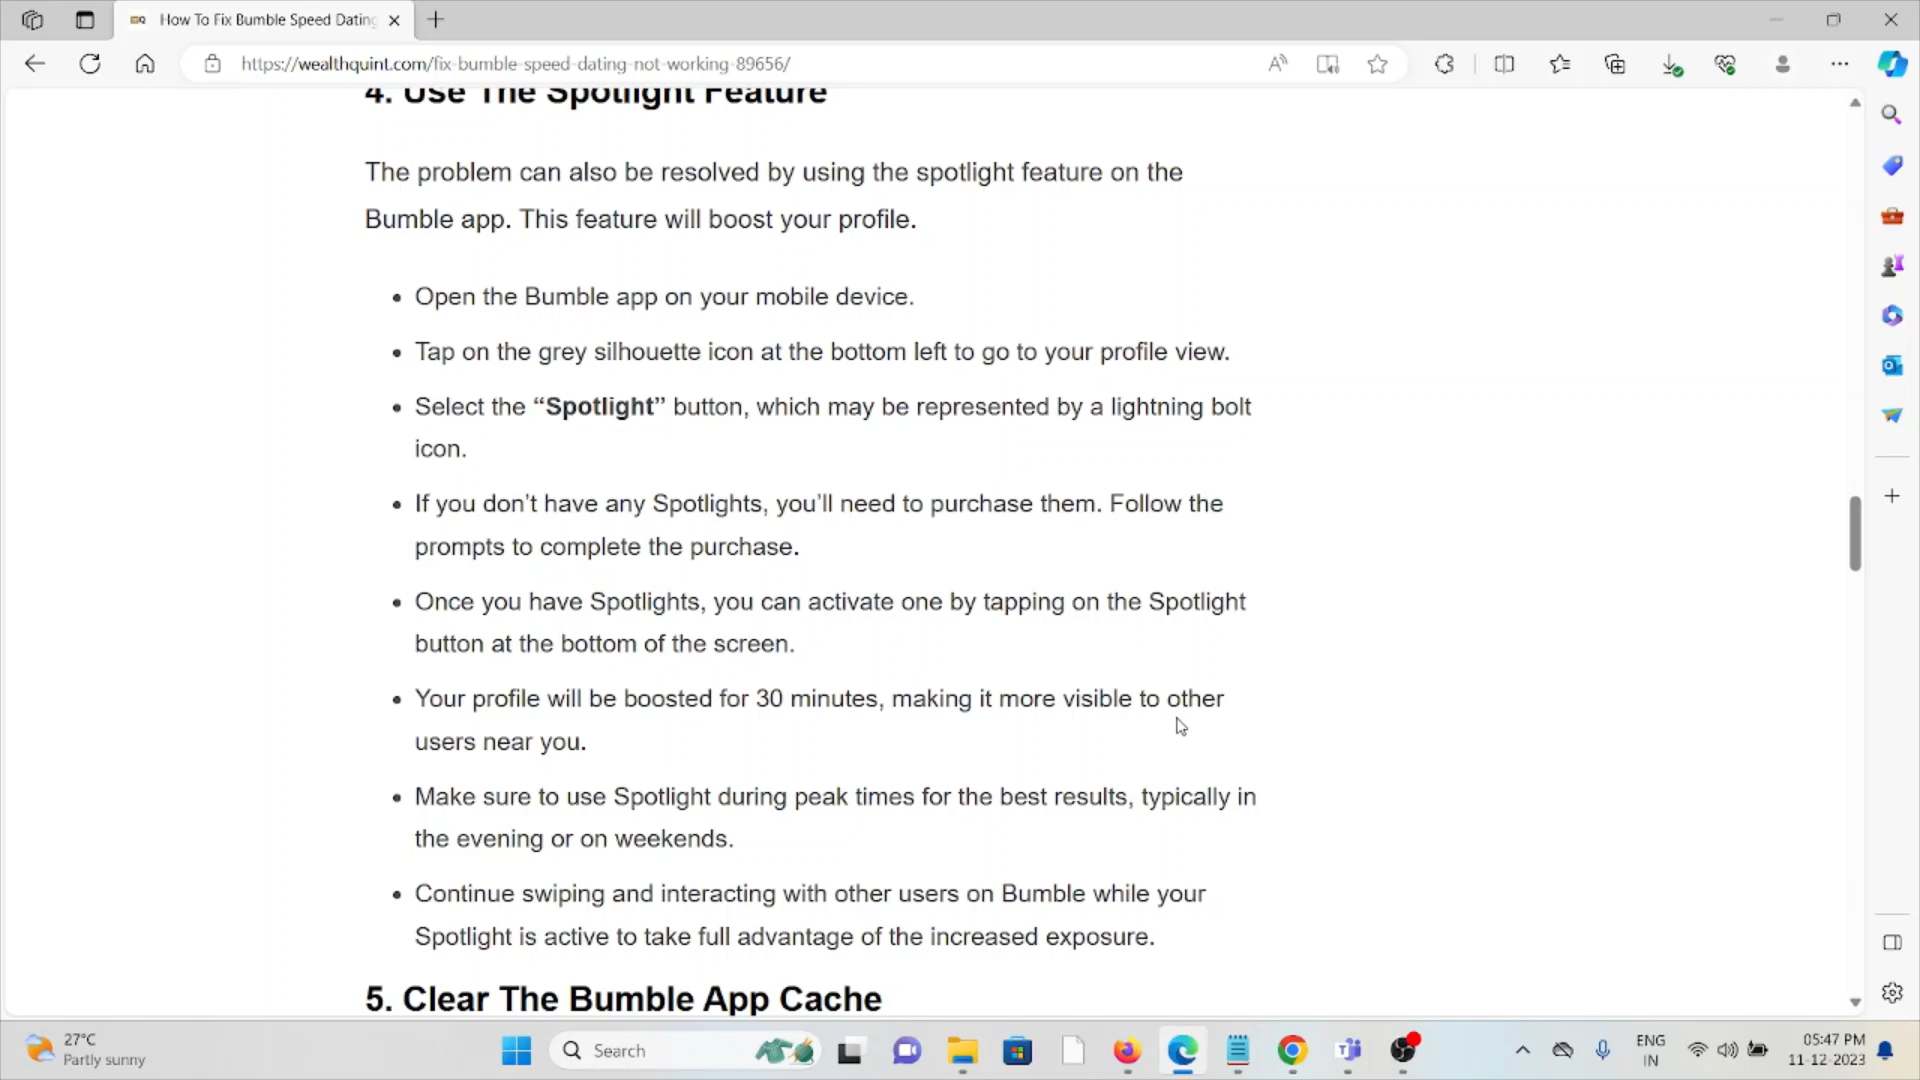 How To Fix Bumble Speed Dating
https://wealthquint.com/fix-bumble-speed-dating-not-working-89656/
4. Use The Spotlight Feature
The problem can also be resolved by using the spotlight feature on the
Bumble app. This feature will boost your profile.
• Open the Bumble app on your mobile device.
• Tap on the grey silhouette icon at the bottom left to go to your profile view.
• Select the “Spotlight” button, which may be represented by a lightning bolt
icon.
• If you don’t have any Spotlights, you’ll need to purchase them. Follow the
prompts to complete the purchase.
• Once you have Spotlights, you can activate one by tapping on the Spotlight
button at the bottom of the screen.
• Your profile will be boosted for 30 minutes, making it more visible to other
users near you.
• Make sure to use Spotlight during peak times for the best results, typically in
the evening or on weekends.
• Continue swiping and interacting with other users on Bumble while your
Spotlight is active to take full advantage of the increased exposure.
5. Clear The Bumble App Cache
27°C
Partly sunny
Search
ENG
IN
05:47 PM
11-12-2023